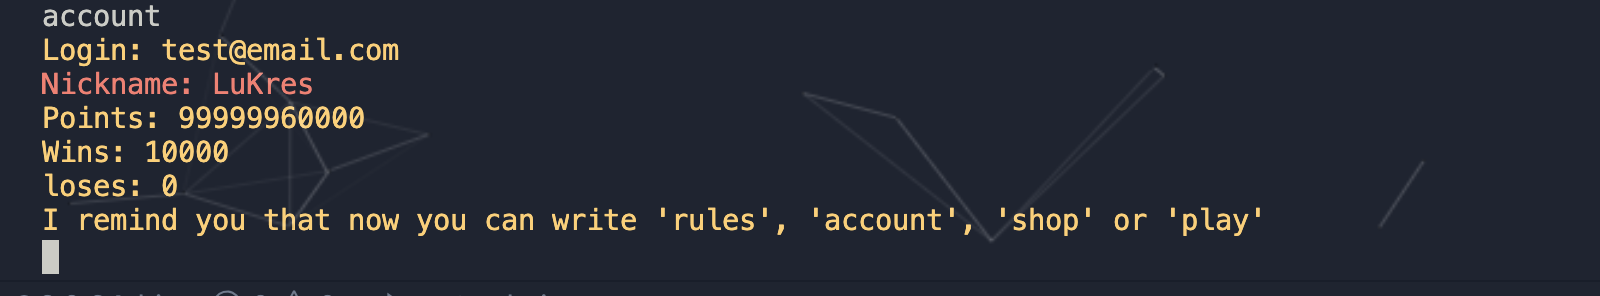 account
Login: test@email.com
Nickname: LuKres
Points: 99999960000
Wins: 10000
loses: 0
I remind you that now you can write 'rules', 'account', 'shop' or 'play'